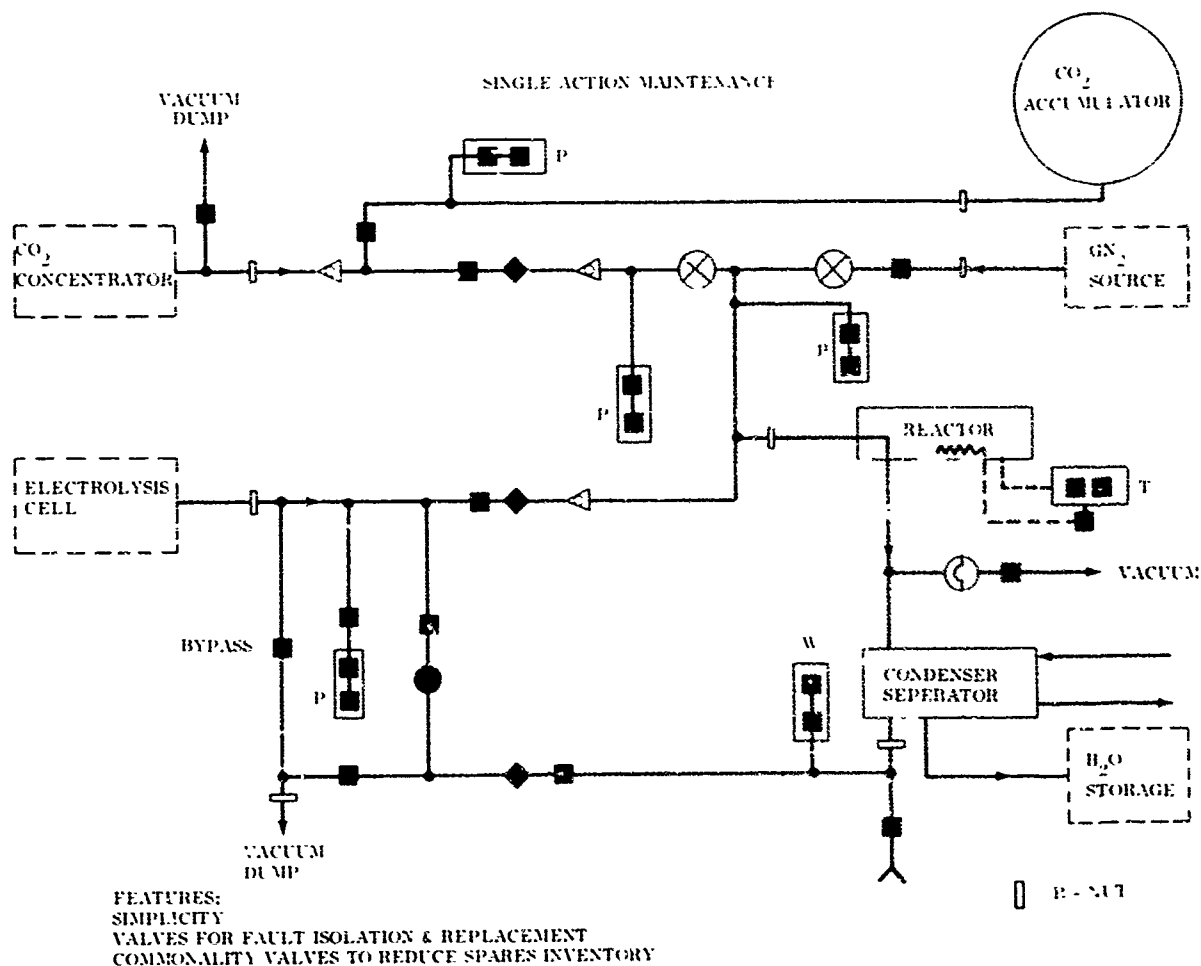 SINGLE ACTION MAINTENANCE
CO2
ACCUMULATOR
VACUUM
DUMP
P
CO2
CONCENTRATOR
GN2
SOURCE
P
P
REACTOR
T
ELECTROLYSIS
CELL
VACUUM
BYPASS
P
W
CONDENSER
SEPERATOR
H2O
STORAGE
VACUUM
DUMP
FEATURES:
SIMPLICITY
VALVES FOR FAULT ISOLATION & REPLACEMENT
COMMONALITY VALVES TO REDUCE SPARES INVENTORY
- NUT